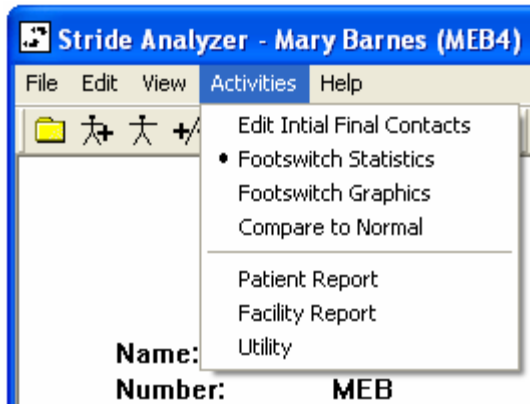 Stride Analyzer - Mary Barnes (MEB4)
File Edit View Activities Help
+/
Edit Intial Final Contacts
Footswitch Statistics
Footswitch Graphics
Compare to Normal
Patient Report
Facility Report
Utility
Name:
Number: MEB